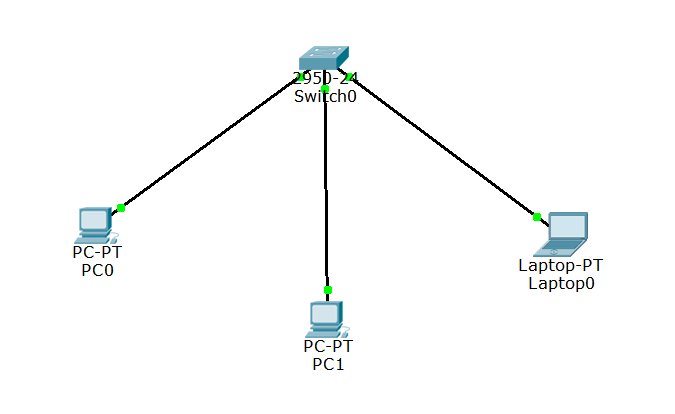 2950-24
Switch0
PC-PT
PC0
Laptop-PT
Laptop0
PC-PT
PC1